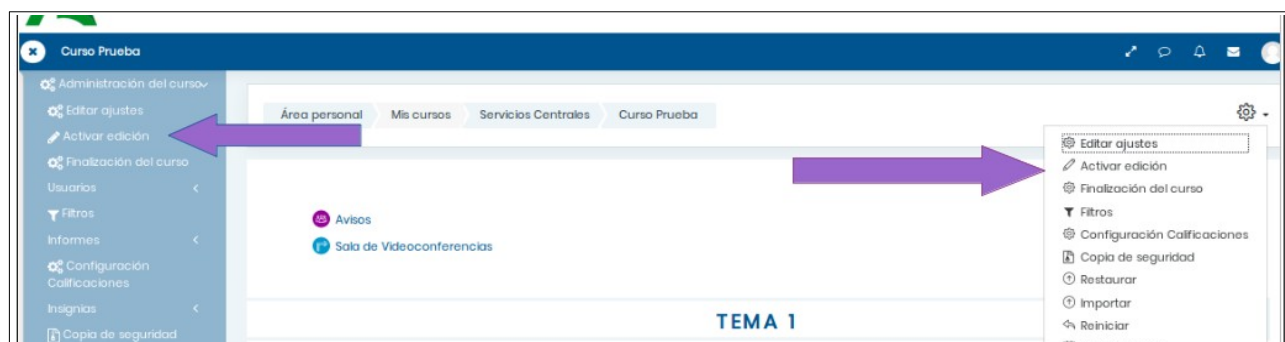 Curso Prueba
Administración del curso
Editar ajustes
Activar edición
Finalización del curso
Usuarios
Filtros
Informes
Configuración
Calificaciones
Insignias
Copia de seguridad
Área personal Mis cursos Servicios Centrales Curso Prueba
Avisos
Sala de Videoconferencias
TEMA 1
Editar ajustes
Activar edición
Finalización del curso
Filtros
Configuración Calificaciones
Copia de seguridad
Restaurar
Importar
Reiniciar